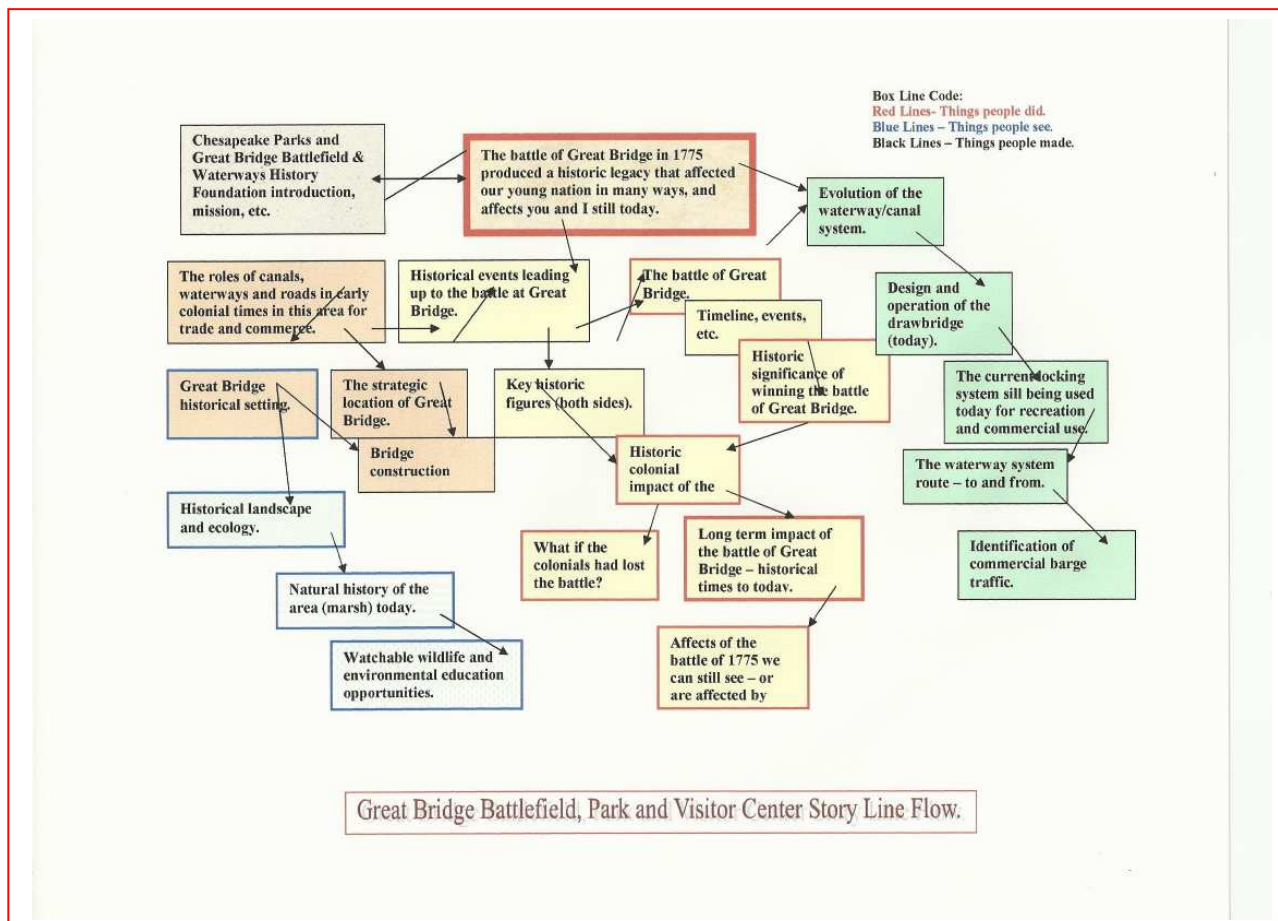 Box Line Code:
Red Lines- Things people did.
Blue Lines – Things people see.
Black Lines – Things people made.
Chesapeake Parks and
Great Bridge Battlefield &
Waterways History
Foundation introduction,
mission, etc.
The battle of Great Bridge in 1775
produced a historic legacy that affected
our young nation in many ways, and
affects you and I still today.
Evolution of the
waterway/canal
system.
The roles of canals,
waterways and roads in early
colonial times in this area for
trade and commerce.
Historical events leading
up to the battle at Great
Bridge.
The battle of Great
Bridge.
Timeline, events,
etc.
Design and
operation of the
drawbridge
(today).
Historic
significance of
winning the battle
of Great Bridge.
Great Bridge
historical setting.
The strategic
location of Great
Bridge.
Key historic
figures (both sides).
The current locking
system sill being used
today for recreation
and commercial use.
Bridge
construction
Historic
colonial
impact of the
The waterway system
route – to and from.
Historical landscape
and ecology.
What if the
colonials had lost
the battle?
Long term impact of
the battle of Great
Bridge – historical
times to today.
Identification of
commercial barge
traffic.
Natural history of the
area (marsh) today.
Watchable wildlife and
environmental education
opportunities.
Affects of the
battle of 1775 we
can still see – or
are affected by
Great Bridge Battlefield, Park and Visitor Center Story Line Flow.